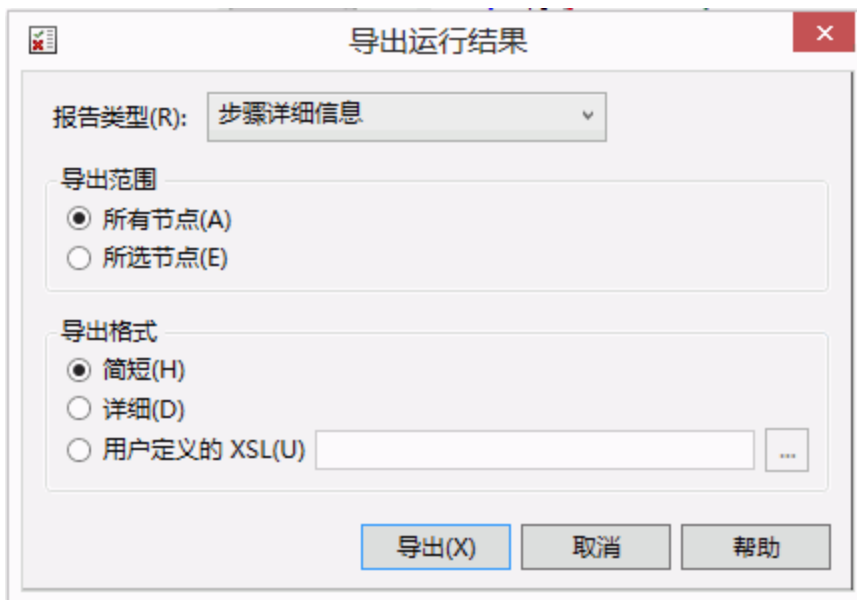 导出运行结果
报告类型(R): 步骤详细信息
导出范围
所有节点(A)
所选节点(E)
导出格式
简短(H)
详细(D)
用户定义的 XSL(U) ...
导出(X) 取消 帮助